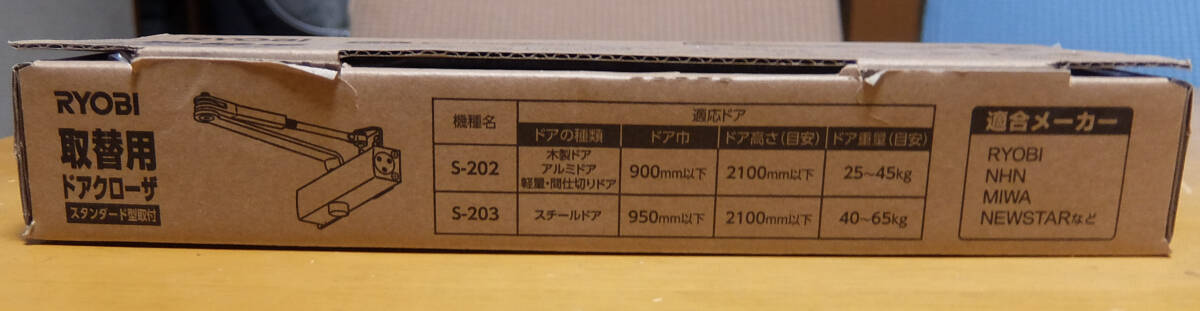 RYOBI
RYOBI
取替用
ドアクローザ
スタンダード型取付
機種名
適応ドア
ドアの種類 ドア巾 ドア高さ(目安) ドア重量(目安)
S-202
木製ドア
アルミドア
軽量・間仕切りドア
900mm以下 2100mm以下 25~45kg
S-203 スチールドア 950mm以下 2100mm以下 40~65kg
適合メーカー
RYOBI
NHN
MIWA
NEWSTARなど